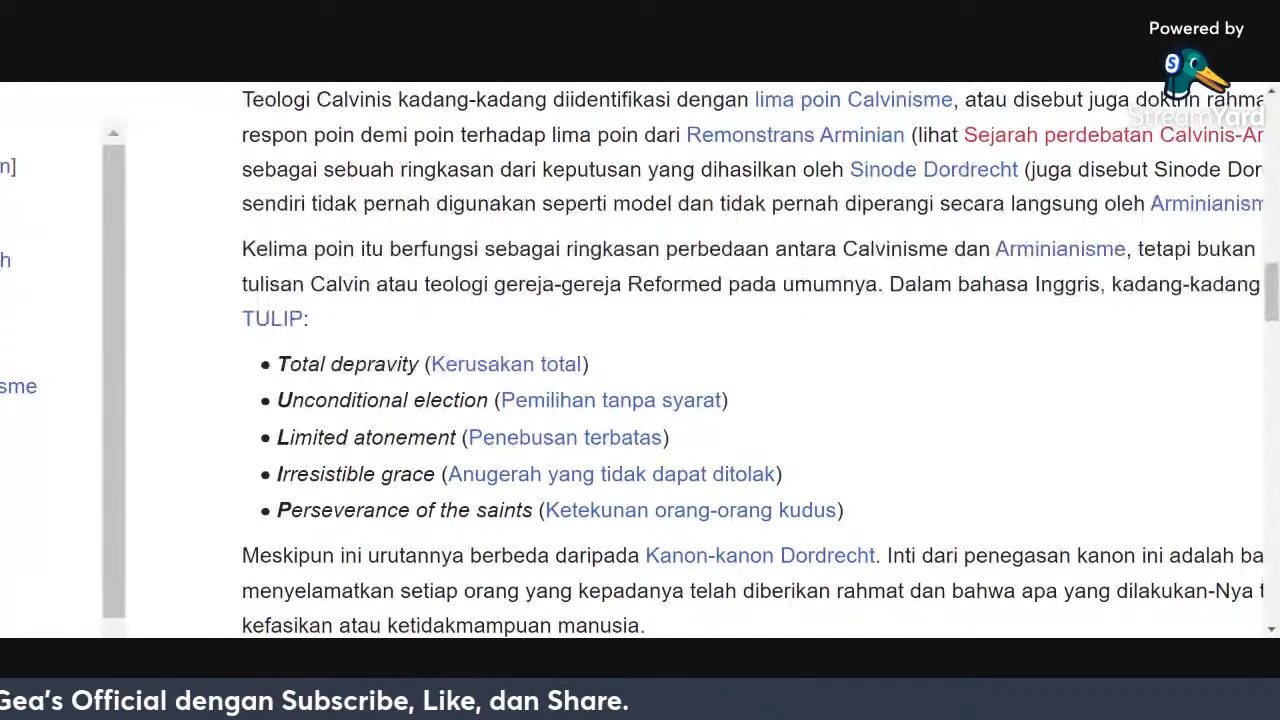 Powered by
StreamYard
Teologi Calvinis kadang-kadang diidentifikasi dengan lima poin Calvinisme, atau disebut juga doktrin rahma
respon poin demi poin terhadap lima poin dari Remonstrans Arminian (lihat Sejarah perdebatan Calvinis-Ar
n]
sebagai sebuah ringkasan dari keputusan yang dihasilkan oleh Sinode Dordrecht (juga disebut Sinode Dor
sendiri tidak pernah digunakan seperti model dan tidak pernah diperangi secara langsung oleh Arminianism
Kelima poin itu berfungsi sebagai ringkasan perbedaan antara Calvinisme dan Arminianisme, tetapi bukan
h
tulisan Calvin atau teologi gereja-gereja Reformed pada umumnya. Dalam bahasa Inggris, kadang-kadang
TULIP:
• Total depravity (Kerusakan total)
sme
• Unconditional election (Pemilihan tanpa syarat)
• Limited atonement (Penebusan terbatas)
• Irresistible grace (Anugerah yang tidak dapat ditolak)
• Perseverance of the saints (Ketekunan orang-orang kudus)
Meskipun ini urutannya berbeda daripada Kanon-kanon Dordrecht. Inti dari penegasan kanon ini adalah ba
menyelamatkan setiap orang yang kepadanya telah diberikan rahmat dan bahwa apa yang dilakukan-Nya t
kefasikan atau ketidakmampuan manusia.
Gea's Official dengan Subscribe, Like, dan Share.